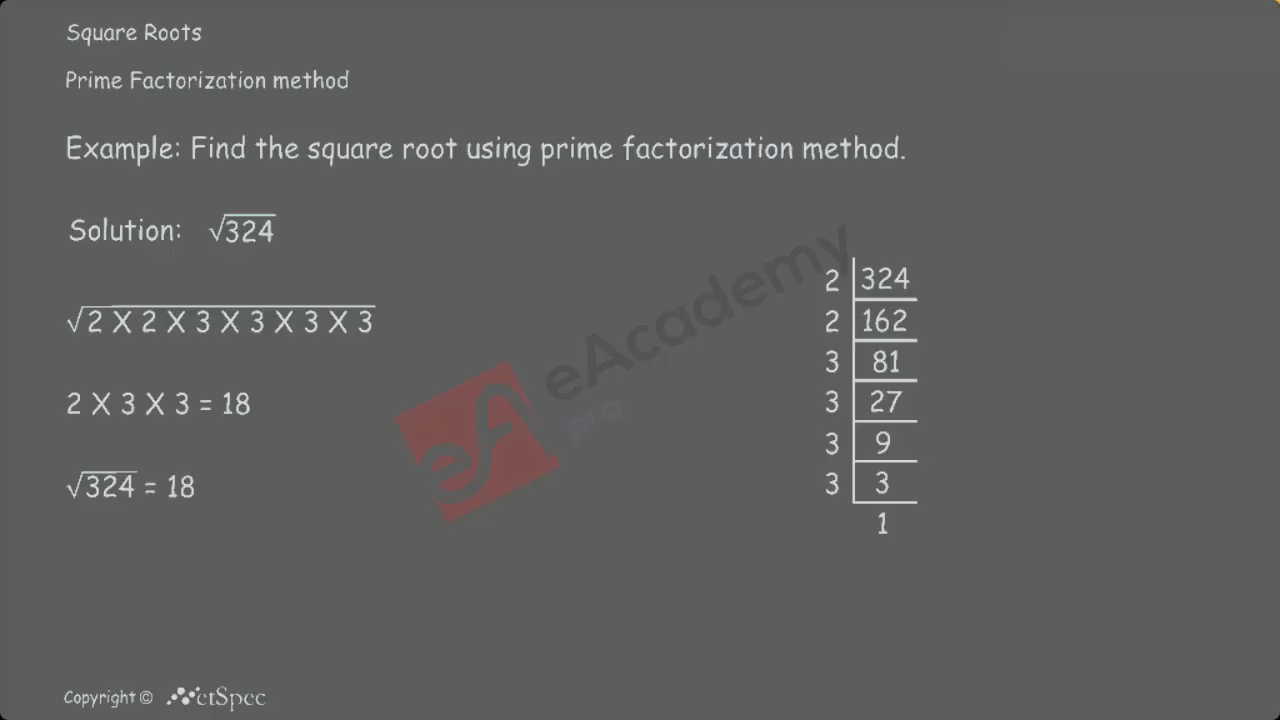 Square Roots
Prime Factorization method
Example: Find the square root using prime factorization method.
Solution: √324
√2 X 2 X 3 X 3 X 3 X 3
2 X 3 X 3 = 18
√324 = 18
2 324
2 162
3 81
3 27
3 9
3 3
1
eAcademy
pro
Copyright © NetSpec